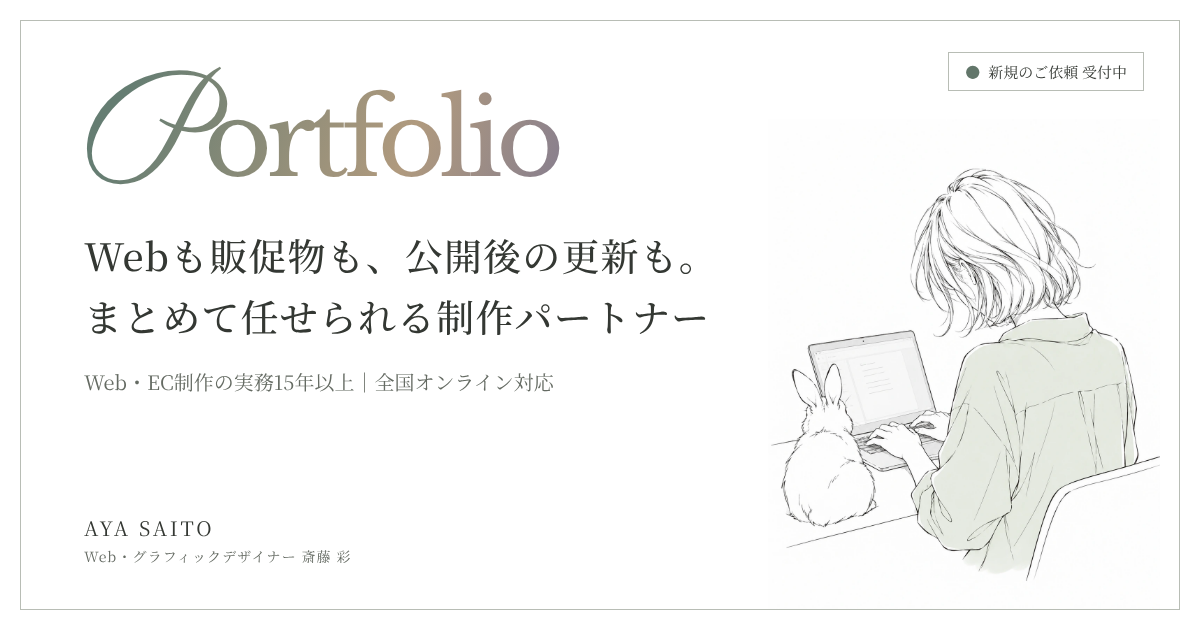 Portfolio
新規のご依頼 受付中
Webも販促物も、公開後の更新も。
まとめて任せられる制作パートナー
Web・EC制作の実務15年以上｜全国オンライン対応
AYA SAITO
Web・グラフィックデザイナー 斎藤 彩